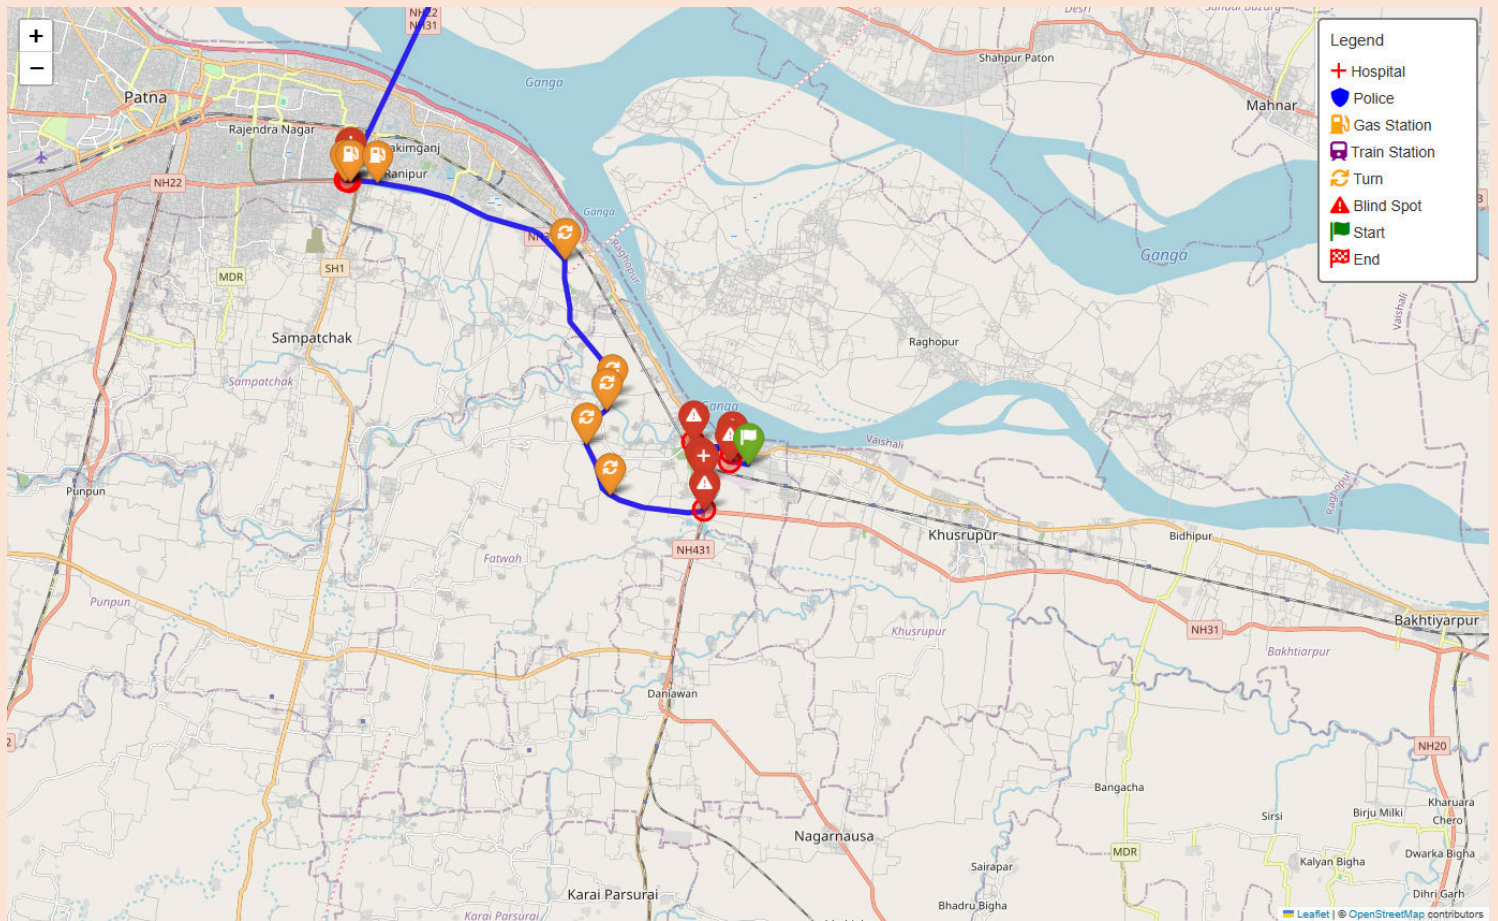 +
−
NH22
NH31
Desri
Shahpur Paton
Ganga
Patna
Mahnar
Rajendra Nagar
akimganj
Ranipur
NH22
Ganga
Raghopur
Ganga
SH1
MDR
Sampatchak
Sampatchak
Vaishali
Raghopur
Ganga
Vaishali
Punpun
Raghopur
Khusrupur
Bidhipur
NH431
Fatwah
Punpun
Khusrupur
NH31
Bakhtiyarpur
Bakhtiarpur
Daniawan
NH20
Bangacha
Kharuara
Chero
Sirsi
Birju Milki
Nagarnausa
MDR
Kalyan Bigha
Dwarka Bigha
Sairapar
Karai Parsurai
Bhadru Bigha
Dihri Garh
Karai Parsurai
Legend
Hospital
Police
Gas Station
Train Station
Turn
Blind Spot
Start
End
Leaflet | © OpenStreetMap contributors